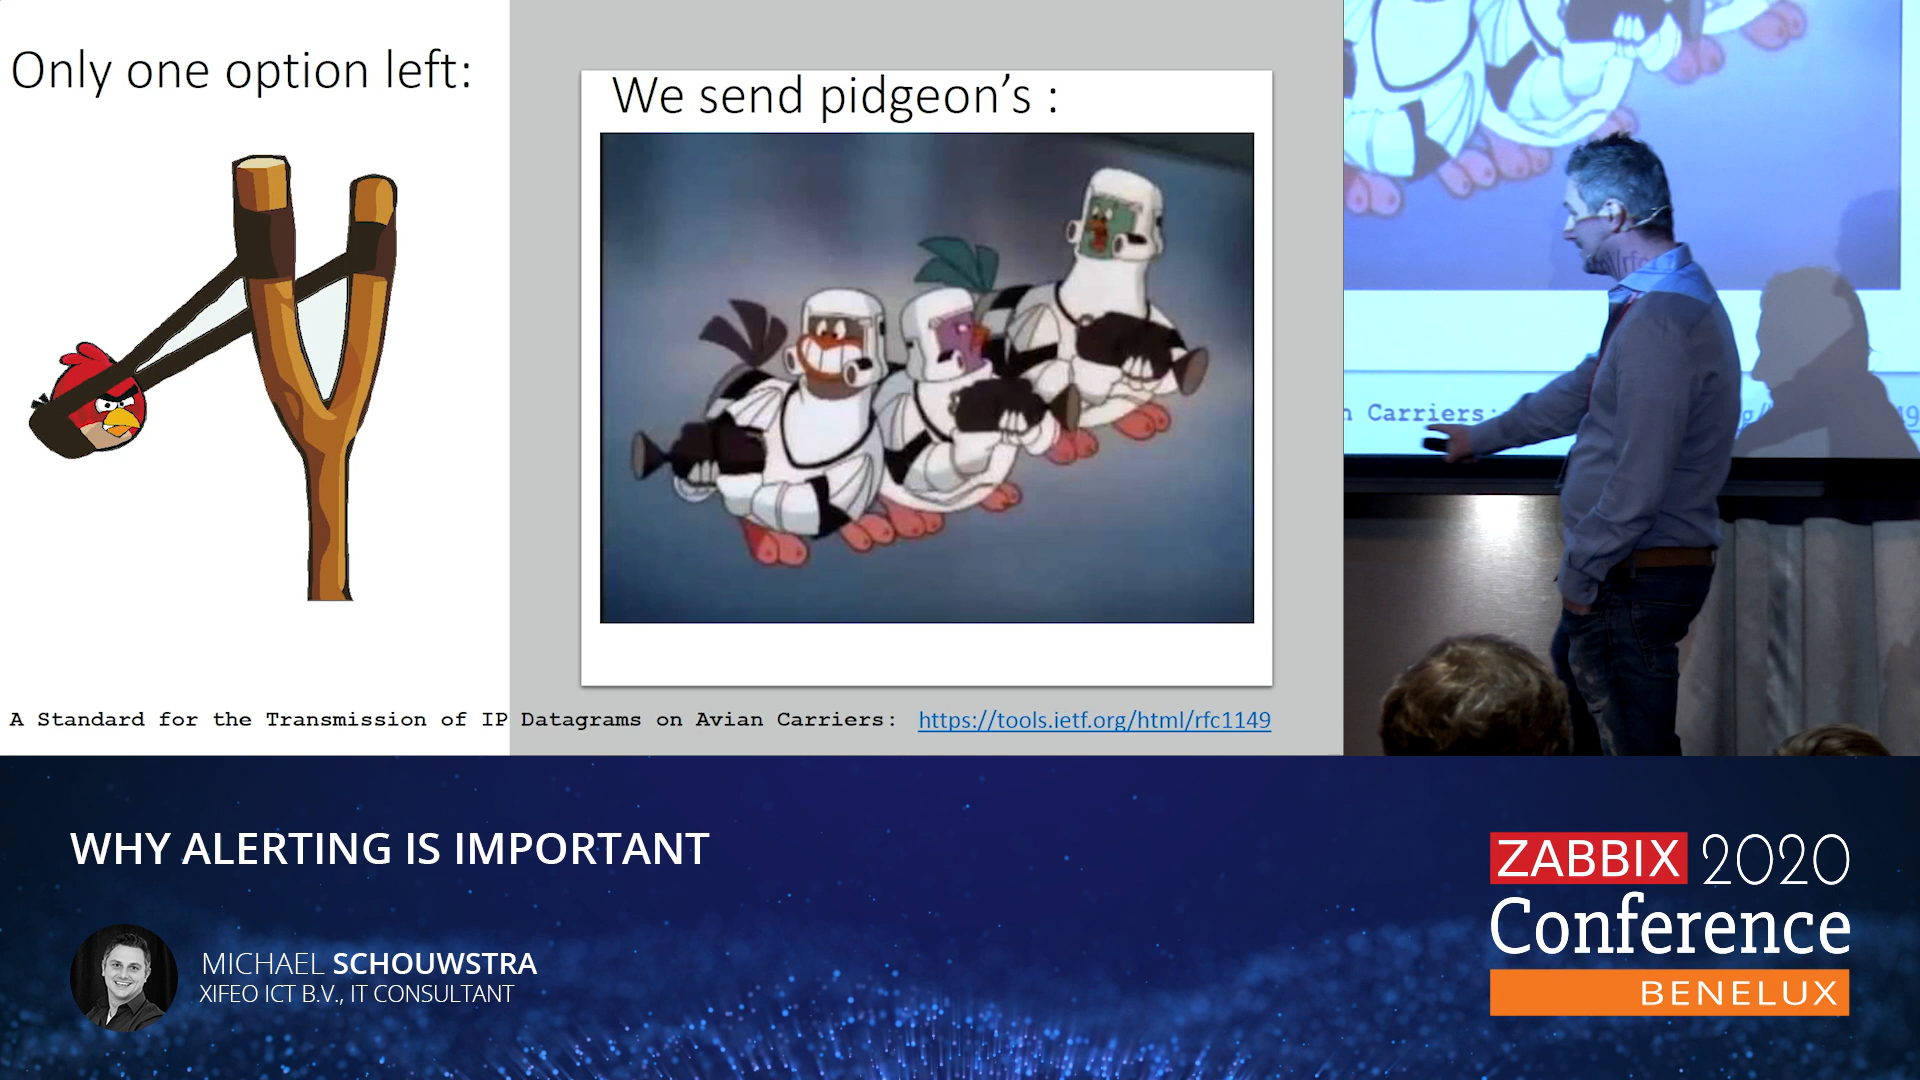 Only one option left:
We send pidgeon's :
A Standard for the Transmission of IP Datagrams on Avian Carriers: https://tools.ietf.org/html/rfc1149
Carriers:
WHY ALERTING IS IMPORTANT
MICHAEL SCHOUWSTRA
XIFEO ICT B.V., IT CONSULTANT
ZABBIX 2020
Conference
BENELUX